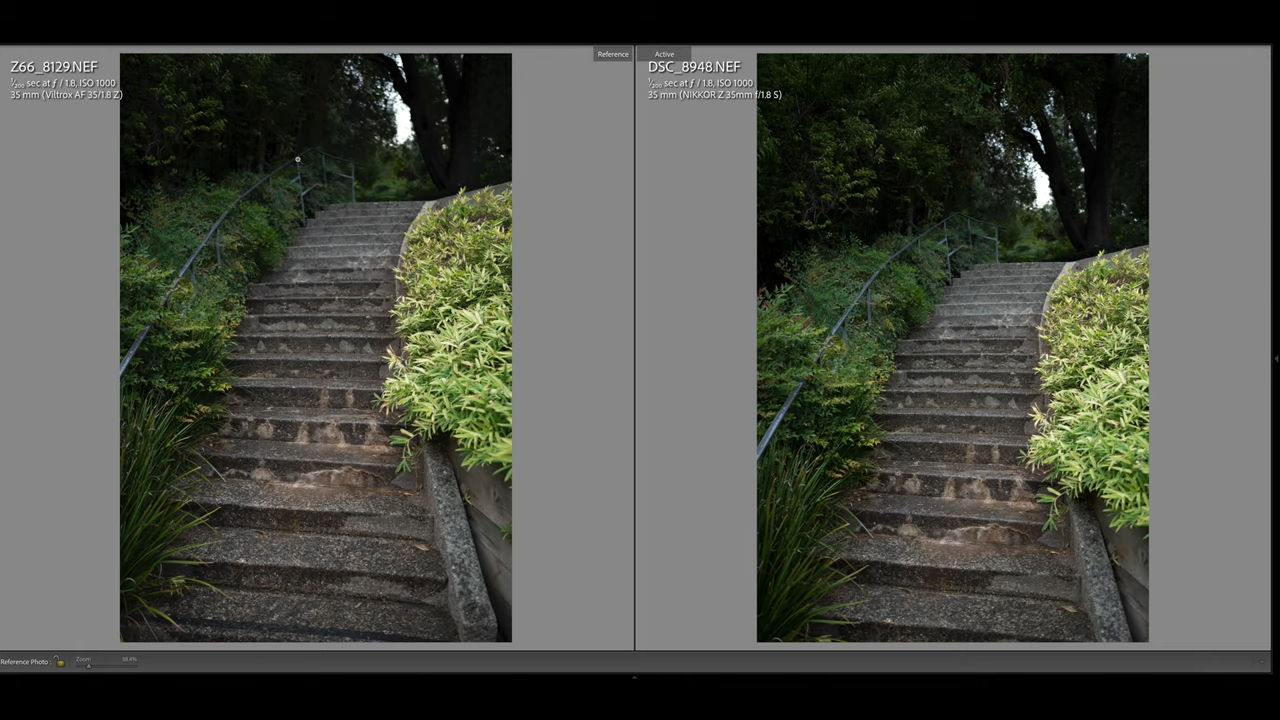 Reference
Active
Z66_8129.NEF
1/200 sec at ƒ / 1.8, ISO 1000
35 mm (Viltrox AF 35/1.8 Z)
DSC_8948.NEF
1/200 sec at ƒ / 1.8, ISO 1000
35 mm (NIKKOR Z 35mm f/1.8 S)
Reference Photo :
Zoom